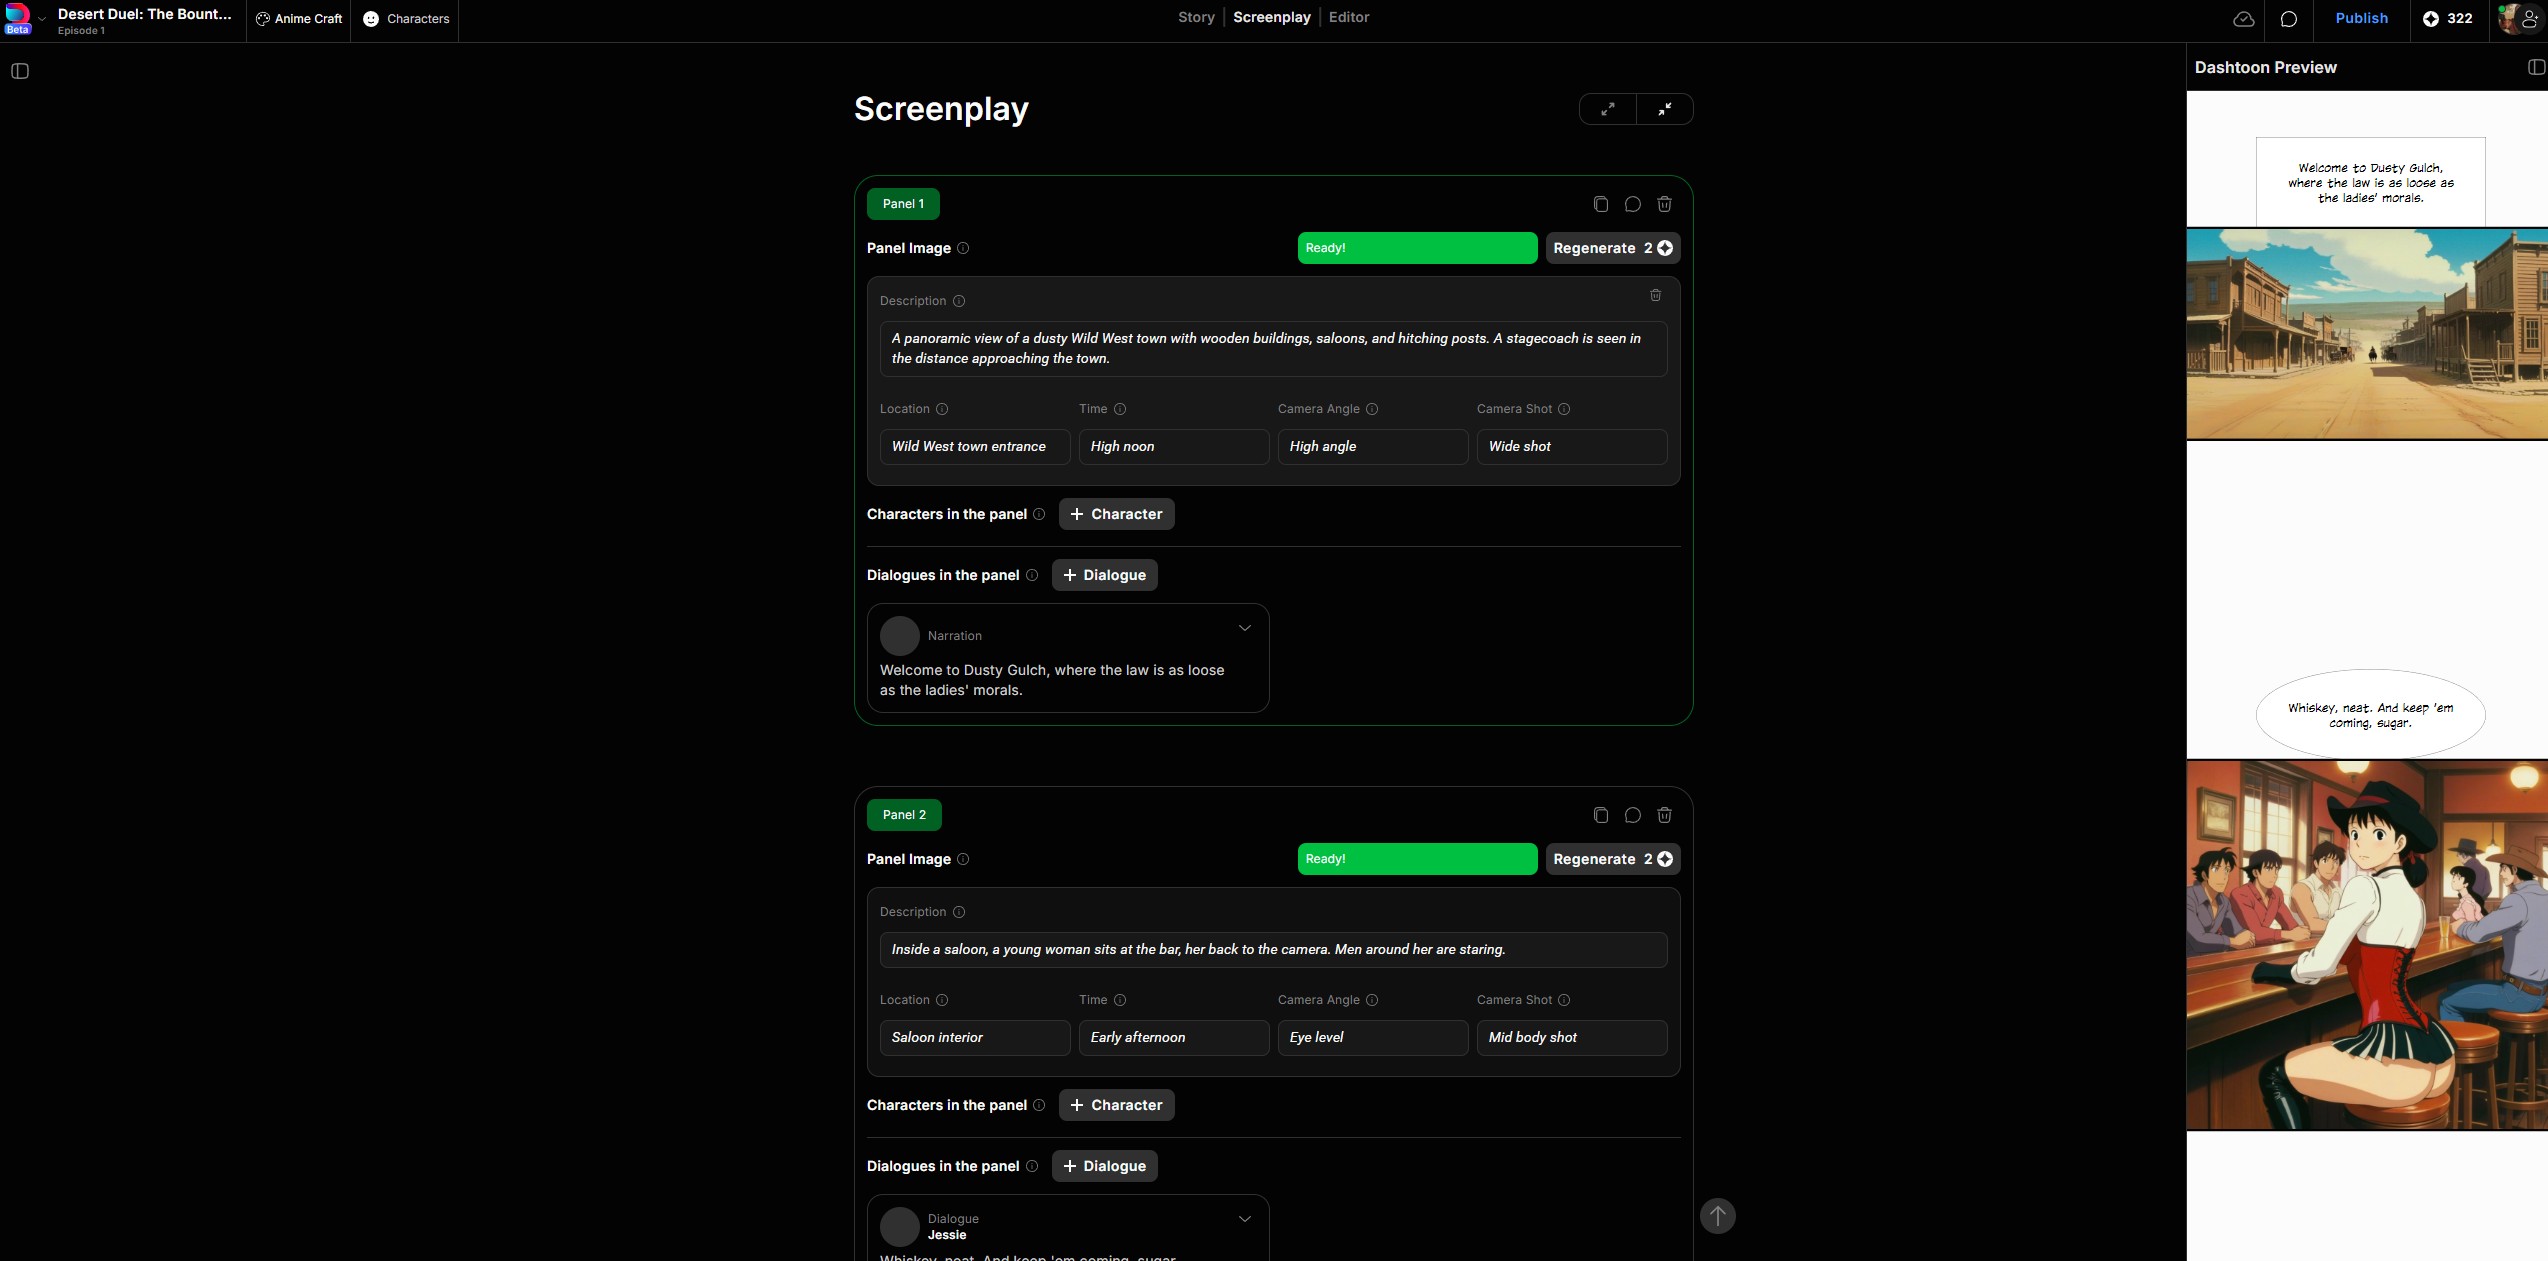 Beta
Desert Duel: The Bount...
Episode 1
Anime Craft
Characters
Story
Screenplay
Editor
Publish
322
Dashtoon Preview
Screenplay
Panel 1
Panel Image
Ready!
Regenerate 2
Description
A panoramic view of a dusty Wild West town with wooden buildings, saloons, and hitching posts. A stagecoach is seen in
the distance approaching the town.
Location
Time
Camera Angle
Camera Shot
Wild West town entrance
High noon
High angle
Wide shot
Characters in the panel
+ Character
Dialogues in the panel
+ Dialogue
Narration
Welcome to Dusty Gulch, where the law is as loose
as the ladies' morals.
Panel 2
Panel Image
Ready!
Regenerate 2
Description
Inside a saloon, a young woman sits at the bar, her back to the camera. Men around her are staring.
Location
Time
Camera Angle
Camera Shot
Saloon interior
Early afternoon
Eye level
Mid body shot
Characters in the panel
+ Character
Dialogues in the panel
+ Dialogue
Dialogue
Jessie
Whiskey, neat. And keep 'em coming, sugar.
Welcome to Dusty Gulch,
where the law is as loose as
the ladies' morals.
Whiskey, neat. And keep 'em
coming, sugar.